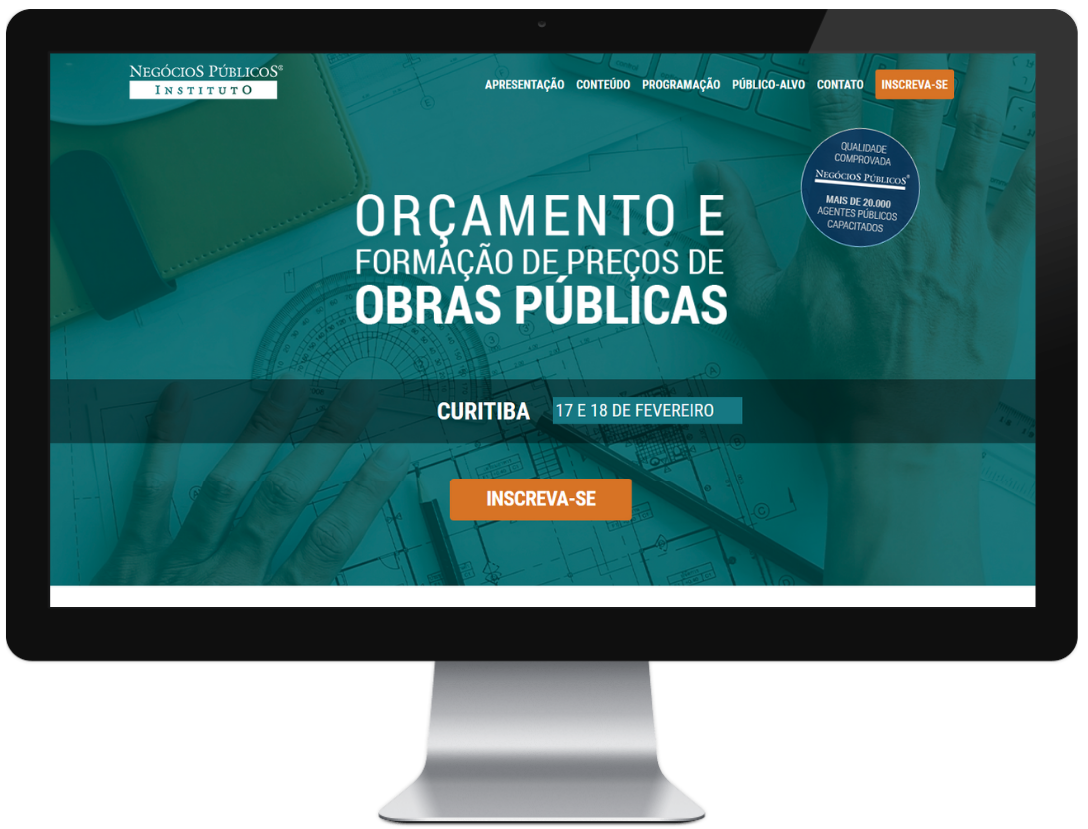 NEGÓCIOS PÚBLICOS®
INSTITUTO
APRESENTAÇÃO CONTEÚDO PROGRAMAÇÃO PÚBLICO-ALVO CONTATO INSCREVA-SE
QUALIDADE
COMPROVADA
NEGÓCIOS PÚBLICOS®
MAIS DE 20.000
AGENTES PÚBLICOS
CAPACITADOS
ORÇAMENTO E
FORMAÇÃO DE PREÇOS DE
OBRAS PÚBLICAS
CURITIBA 17 E 18 DE FEVEREIRO
INSCREVA-SE